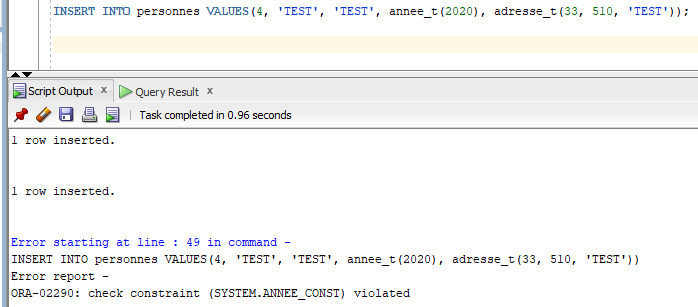 INSERT INTO personnes VALUES(4, 'TEST', 'TEST', annee_t(2020), adresse_t(33, 510, 'TEST'));
Script Output x Query Result x
Task completed in 0.96 seconds
1 row inserted.
1 row inserted.
Error starting at line : 49 in command -
INSERT INTO personnes VALUES(4, 'TEST', 'TEST', annee_t(2020), adresse_t(33, 510, 'TEST'))
Error report -
ORA-02290: check constraint (SYSTEM.ANNEE_CONST) violated